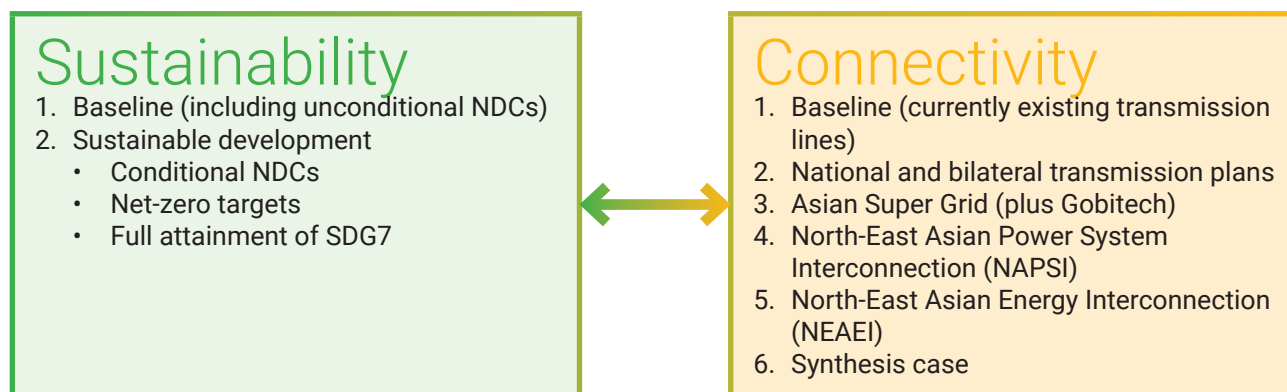 Sustainability
1. Baseline (including unconditional NDCs)
2. Sustainable development
• Conditional NDCs
• Net-zero targets
• Full attainment of SDG7
Connectivity
1. Baseline (currently existing transmission
lines)
2. National and bilateral transmission plans
3. Asian Super Grid (plus Gobitech)
4. North-East Asian Power System
Interconnection (NAPSI)
5. North-East Asian Energy Interconnection
(NEAEI)
6. Synthesis case